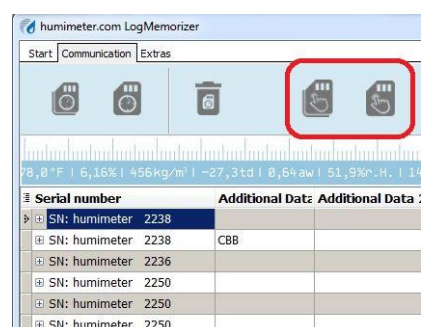 humimeter.com LogMemorizer
Start Communication Extras
78,0°F | 6,16% | 456kg/m³ | -27,3td | 0,64aw | 51,9%r.H. | 14
Serial number Additional Data Additional Data 2
SN: humimeter 2238
SN: humimeter 2238 CBB
SN: humimeter 2236
SN: humimeter 2250
SN: humimeter 2250
SN: humimeter 2250